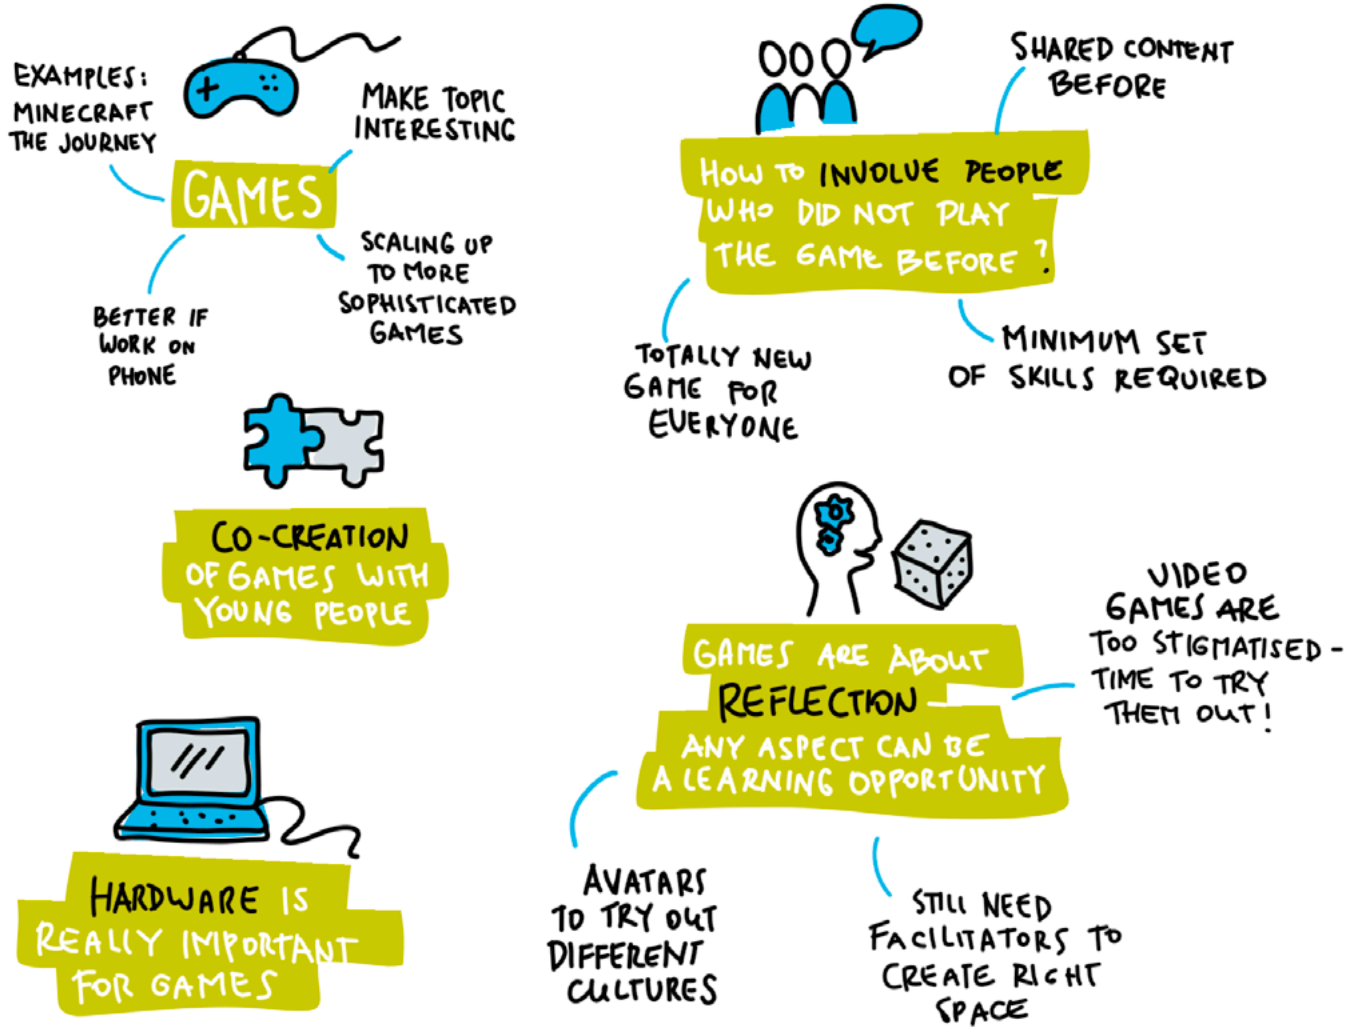 EXAMPLES:
MINECRAFT
THE JOURNEY
MAKE TOPIC
INTERESTING
GAMES
SCALING UP
TO MORE
SOPHISTICATED
GAMES
BETTER IF
WORK ON
PHONE
CO-CREATION
OF GAMES WITH
YOUNG PEOPLE
HARDWARE IS
REALLY IMPORTANT
FOR GAMES
SHARED CONTENT
BEFORE
HOW TO INVOLVE PEOPLE
WHO DID NOT PLAY
THE GAME BEFORE?
TOTALLY NEW
GAME FOR
EVERYONE
MINIMUM SET
OF SKILLS REQUIRED
GAMES ARE ABOUT
REFLECTION –
ANY ASPECT CAN BE
A LEARNING OPPORTUNITY
VIDEO
GAMES ARE
TOO STIGMATISED -
TIME TO TRY
THEM OUT!
AVATARS
TO TRY OUT
DIFFERENT
CULTURES
STILL NEED
FACILITATORS TO
CREATE RIGHT
SPACE